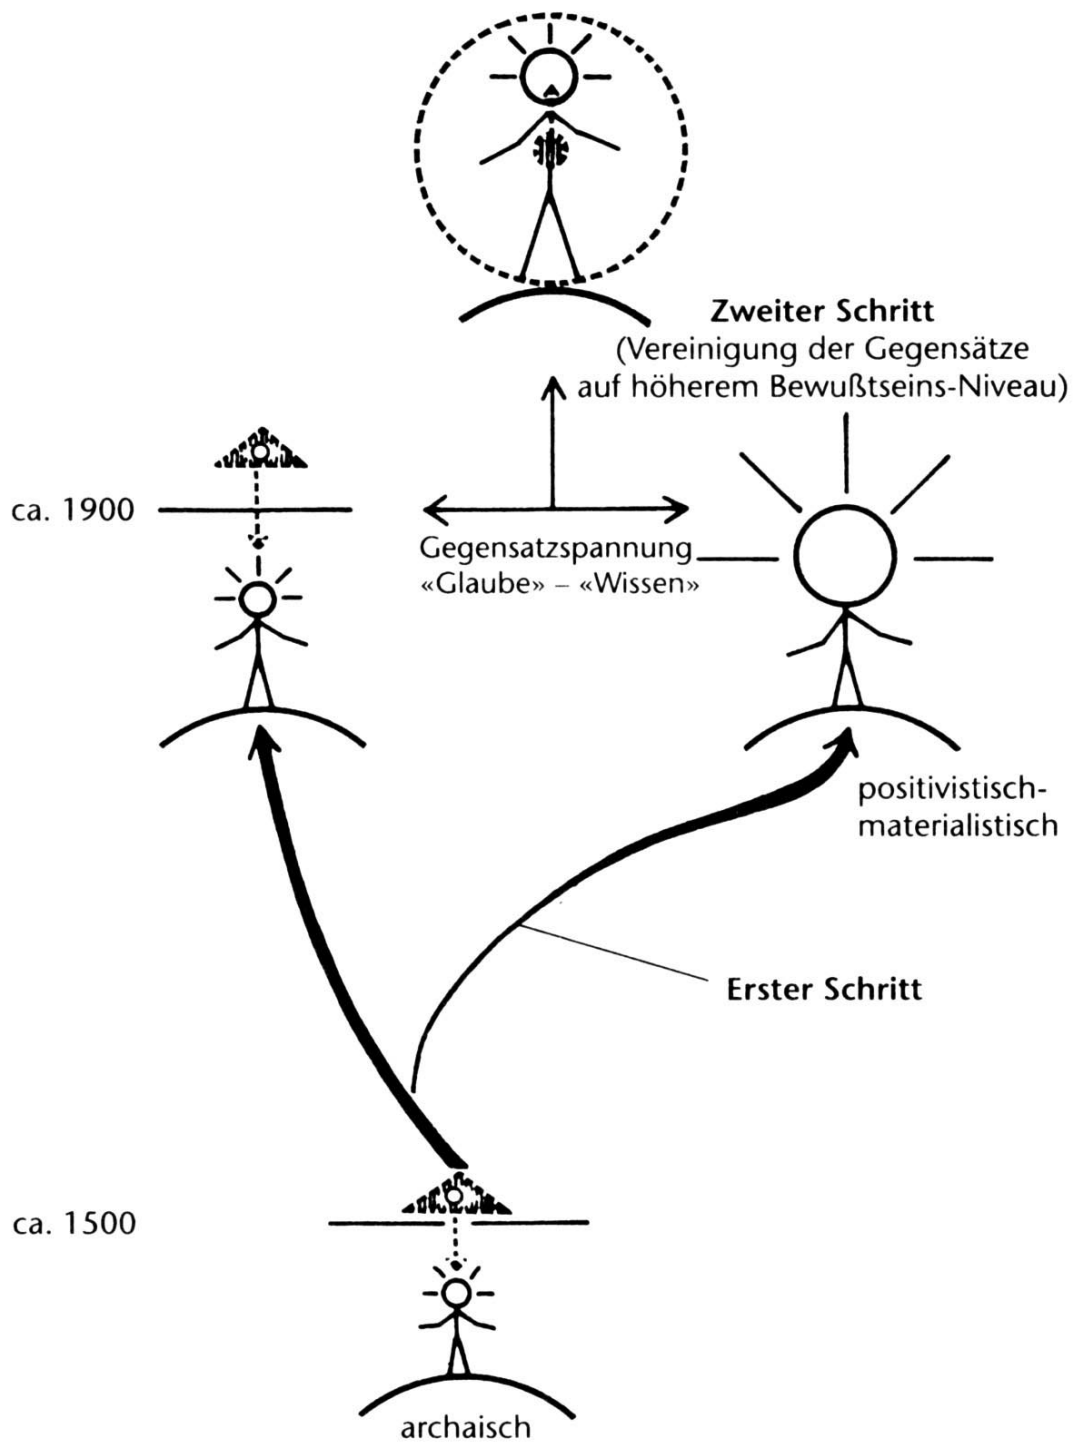 Zweiter Schritt
(Vereinigung der Gegensätze
auf höherem Bewußtseins-Niveau)
ca. 1900
Gegensatzspannung
«Glaube» – «Wissen»
positivistisch-
materialistisch
Erster Schritt
ca. 1500
archaisch